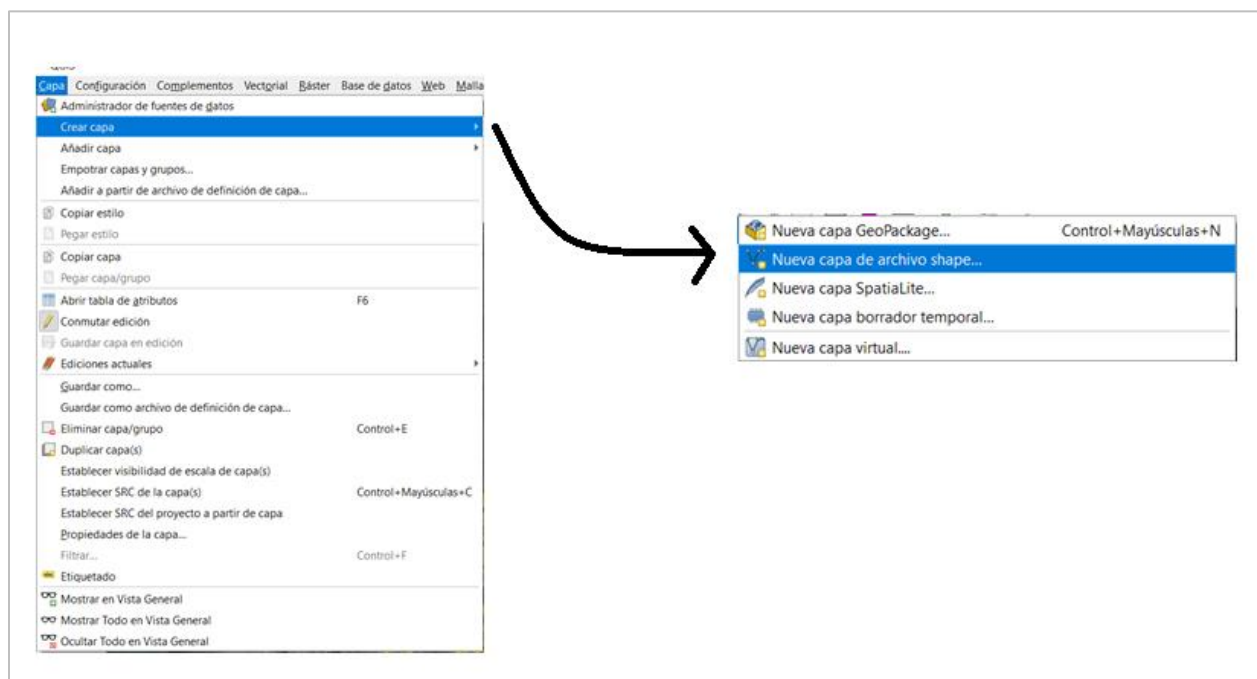 Capa Configuración Complementos Vectorial Ráster Base de datos Web Malla
Administrador de fuentes de datos
Crear capa
Añadir capa
Empotrar capas y grupos...
Añadir a partir de archivo de definición de capa...
Copiar estilo
Pegar estilo
Copiar capa
Pegar capa/grupo
Abrir tabla de atributos F6
Conmutar edición
Guardar capa en edición
Ediciones actuales
Guardar como...
Guardar como archivo de definición de capa...
Eliminar capa/grupo Control+E
Duplicar capa(s)
Establecer visibilidad de escala de capa(s)
Establecer SRC de la capa(s) Control+Mayúsculas+C
Establecer SRC del proyecto a partir de capa
Propiedades de la capa...
Filtrar... Control+F
Etiquetado
Mostrar en Vista General
Mostrar Todo en Vista General
Ocultar Todo en Vista General
Nueva capa GeoPackage... Control+Mayúsculas+N
Nueva capa de archivo shape...
Nueva capa SpatiaLite...
Nueva capa borrador temporal...
Nueva capa virtual....